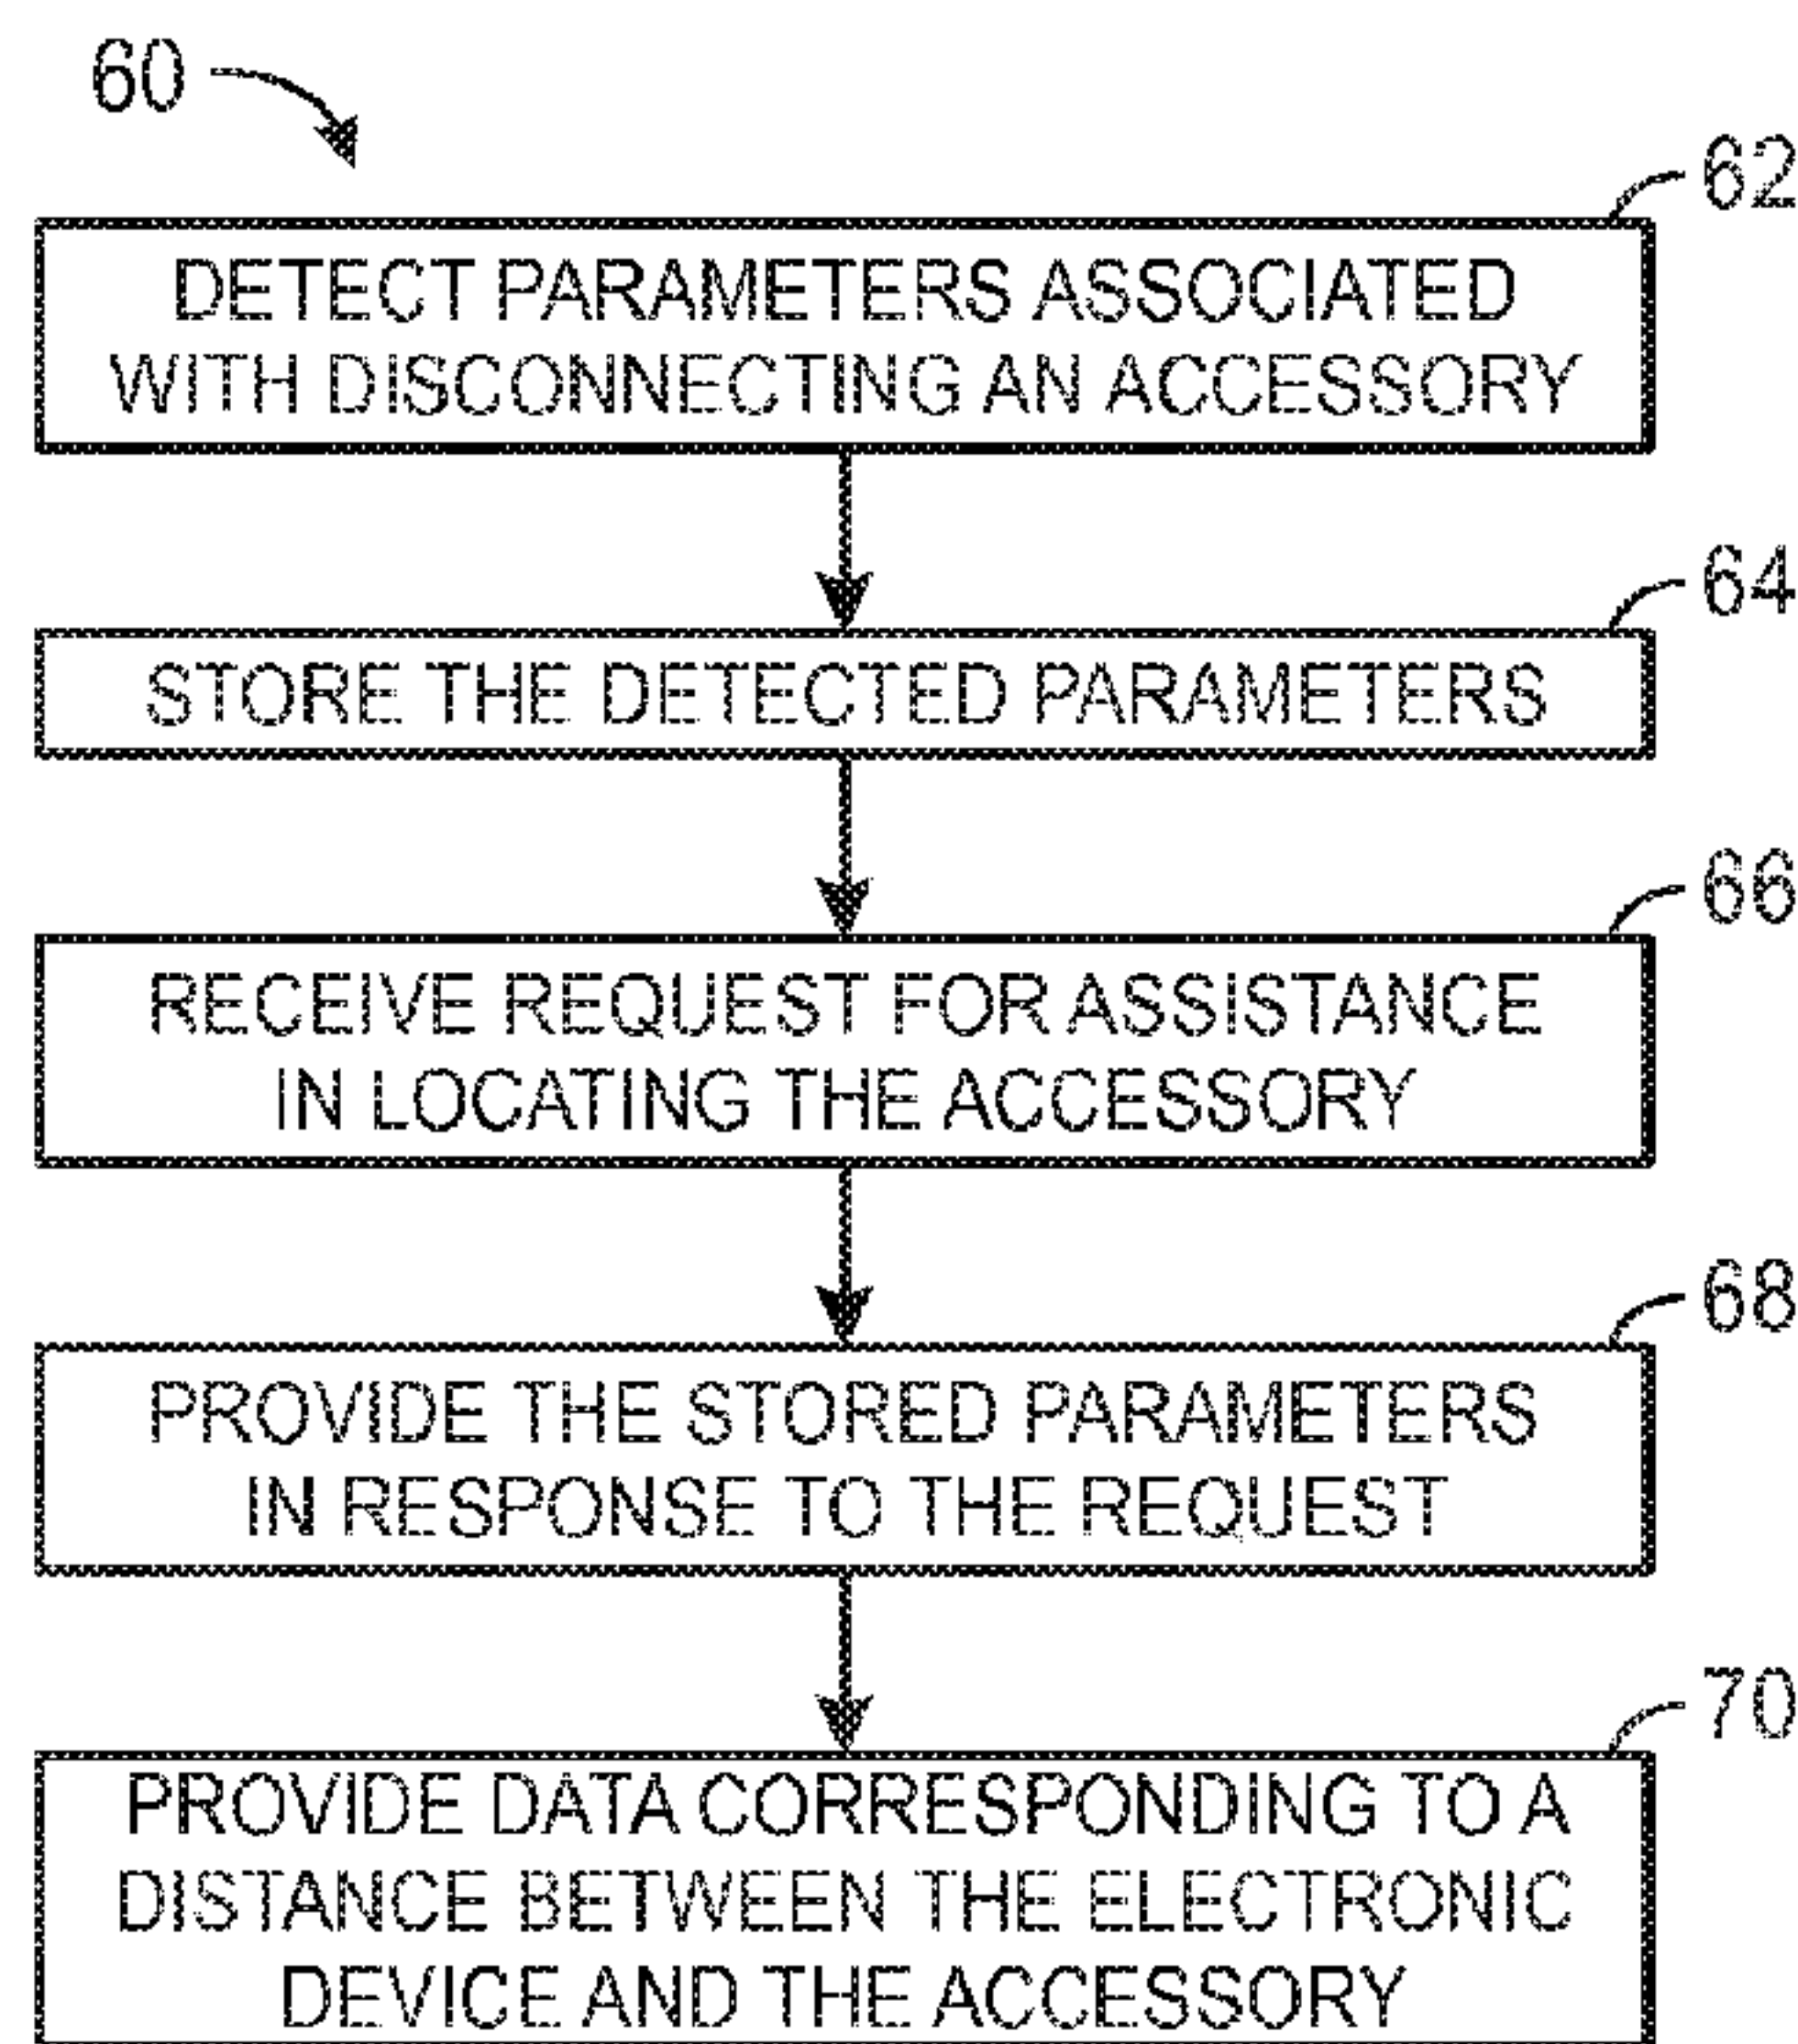 60
62
DETECT PARAMETERS ASSOCIATED
WITH DISCONNECTING AN ACCESSORY
64
STORE THE DETECTED PARAMETERS
66
RECEIVE REQUEST FOR ASSISTANCE
IN LOCATING THE ACCESSORY
68
PROVIDE THE STORED PARAMETERS
IN RESPONSE TO THE REQUEST
70
PROVIDE DATA CORRESPONDING TO A
DISTANCE BETWEEN THE ELECTRONIC
DEVICE AND THE ACCESSORY